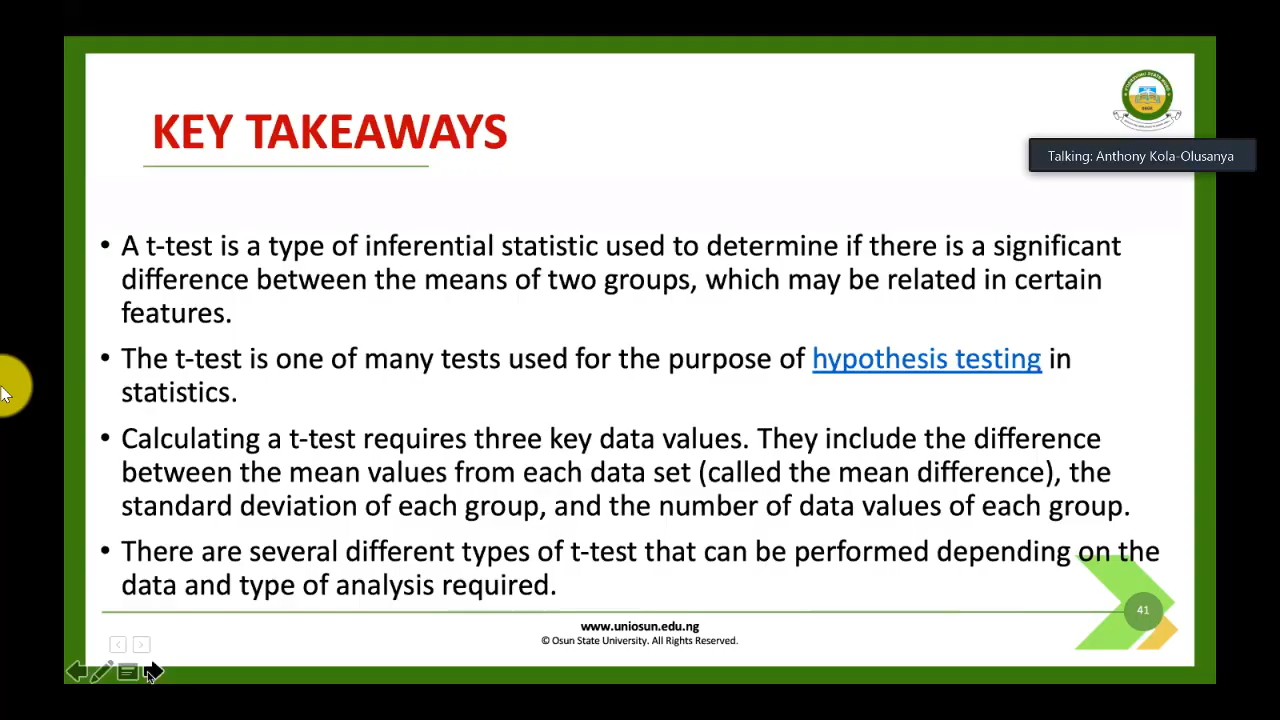 KEY TAKEAWAYS
Talking: Anthony Kola-Olusanya
• A t-test is a type of inferential statistic used to determine if there is a significant
difference between the means of two groups, which may be related in certain
features.
• The t-test is one of many tests used for the purpose of hypothesis testing in
statistics.
• Calculating a t-test requires three key data values. They include the difference
between the mean values from each data set (called the mean difference), the
standard deviation of each group, and the number of data values of each group.
• There are several different types of t-test that can be performed depending on the
data and type of analysis required.
41
www.uniosun.edu.ng
© Osun State University. All Rights Reserved.